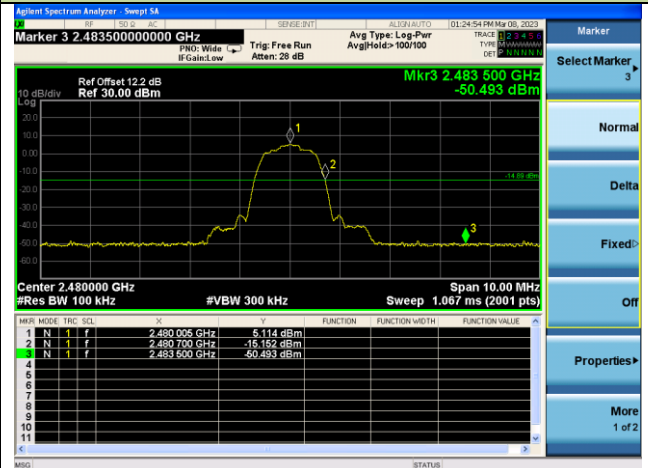 Agilent Spectrum Analyzer - Swept SA
RF 50 Ω AC SENSE:INT ALIGN AUTO 01:24:54 PM Mar 08, 2023
Marker 3 2.483500000000 GHz
PNO: Wide
IFGain:Low
Trig: Free Run
Atten: 28 dB
Avg Type: Log-Pwr
Avg|Hold:> 100/100
TRACE 1 2 3 4 5 6
TYPE M W W W W W
DET P N N N N N
Mkr3 2.483 500 GHz
-50.493 dBm
Ref Offset 12.2 dB
10 dB/div Ref 30.00 dBm
Log
20.0
10.0
0.00
-10.0
-20.0
-30.0
-40.0
-50.0
-60.0
1
2
3
-14.89 dBm
Center 2.480000 GHz Span 10.00 MHz
#Res BW 100 kHz #VBW 300 kHz Sweep 1.067 ms (2001 pts)
MKR MODE TRC SCL X Y FUNCTION FUNCTION WIDTH FUNCTION VALUE
1 N 1 f 2.480 005 GHz 5.114 dBm
2 N 1 f 2.480 700 GHz -15.152 dBm
3 N 1 f 2.483 500 GHz -50.493 dBm
4
5
6
7
8
9
10
11
MSG STATUS
Marker
Select Marker
3
Normal
Delta
Fixed
Off
Properties
More
1 of 2